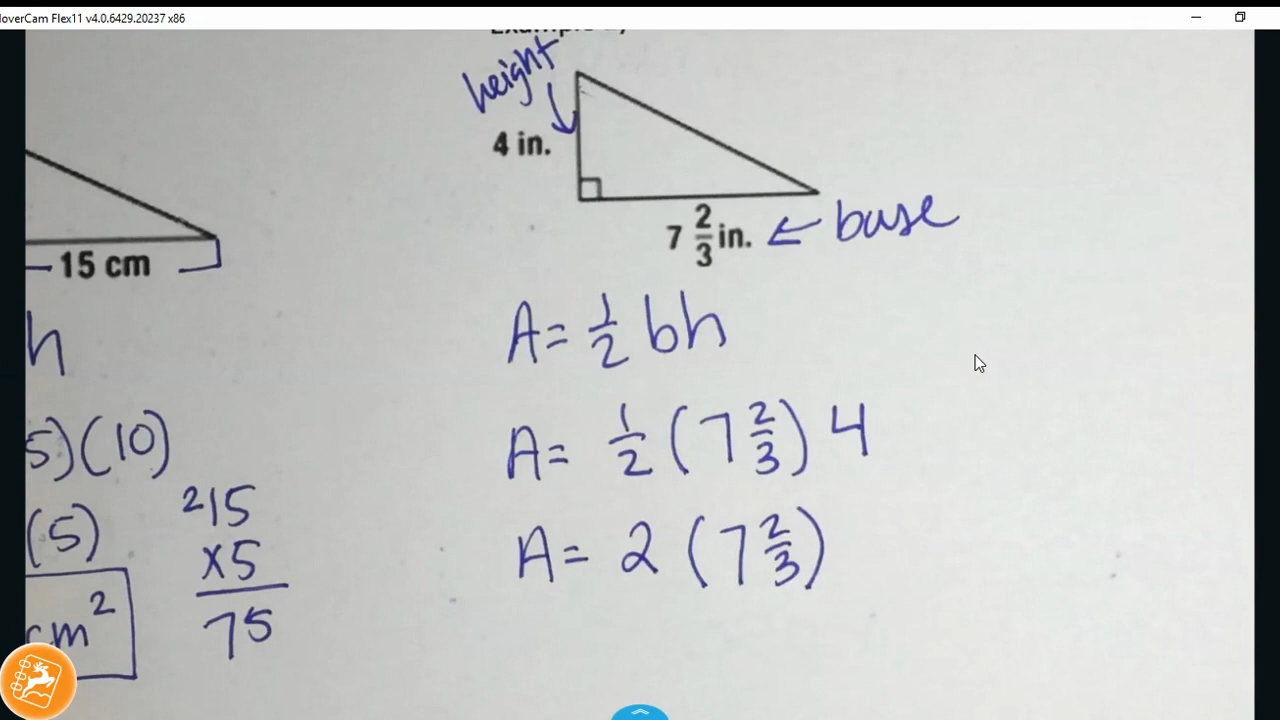 loverCam Flex11 v4.0.6429.20237 x86
height
4 in.
7 2/3 in. ← base
A = 1/2 bh
A = 1/2 (7 2/3) 4
A = 2 (7 2/3)
15 cm
h
5)(10)
(5)
cm²
²15
x5
75